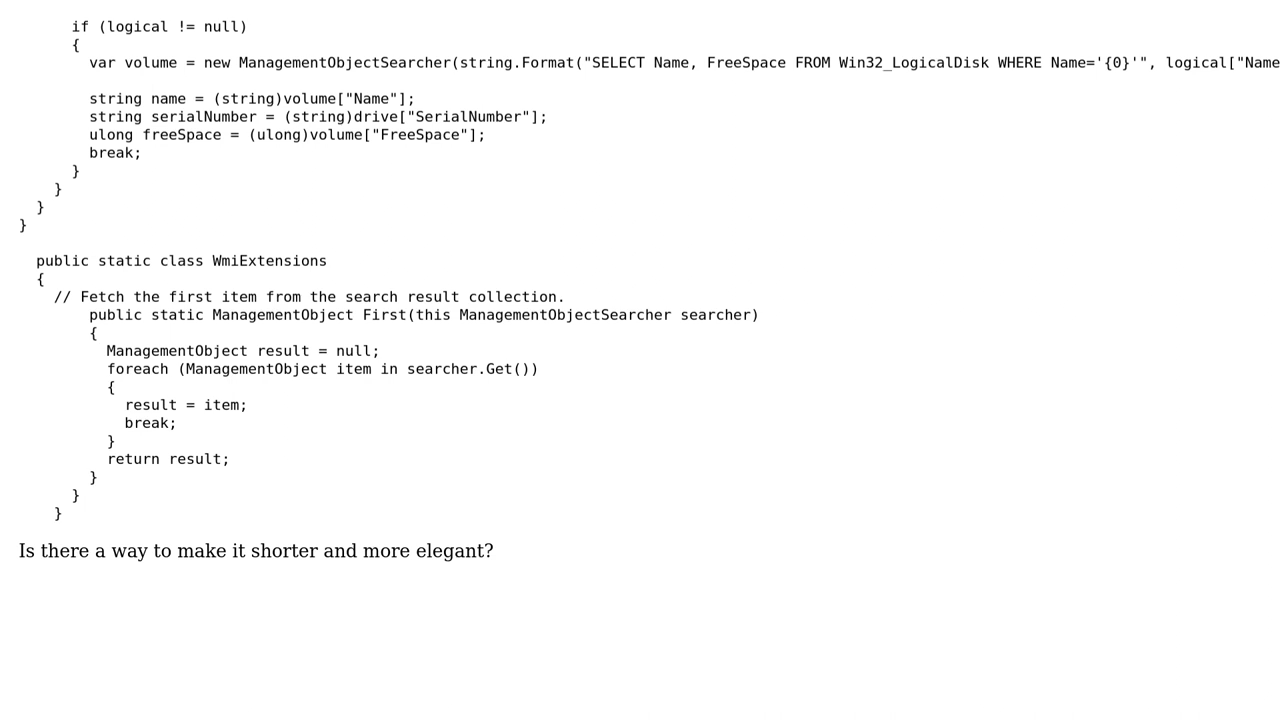 if (logical != null)
{
var volume = new ManagementObjectSearcher(string.Format("SELECT Name, FreeSpace FROM Win32_LogicalDisk WHERE Name='{0}'", logical["Name
string name = (string)volume["Name"];
string serialNumber = (string)drive["SerialNumber"];
ulong freeSpace = (ulong)volume["FreeSpace"];
break;
}
}
}
}
public static class WmiExtensions
{
// Fetch the first item from the search result collection.
public static ManagementObject First(this ManagementObjectSearcher searcher)
{
ManagementObject result = null;
foreach (ManagementObject item in searcher.Get())
{
result = item;
break;
}
return result;
}
}
}
Is there a way to make it shorter and more elegant?